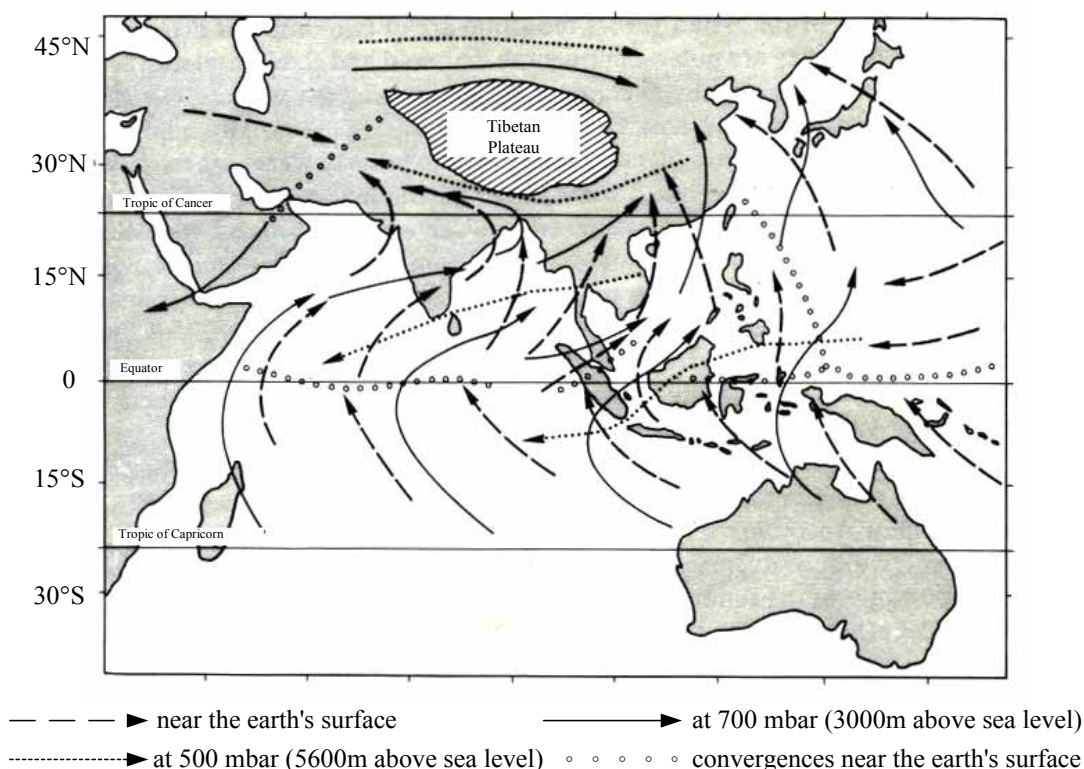 45°N
Tibetan
Plateau
30°N
Tropic of Cancer
15°N
Equator
0
15°S
Tropic of Capricorn
30°S
near the earth's surface
at 700 mbar (3000m above sea level)
at 500 mbar (5600m above sea level)
convergences near the earth's surface